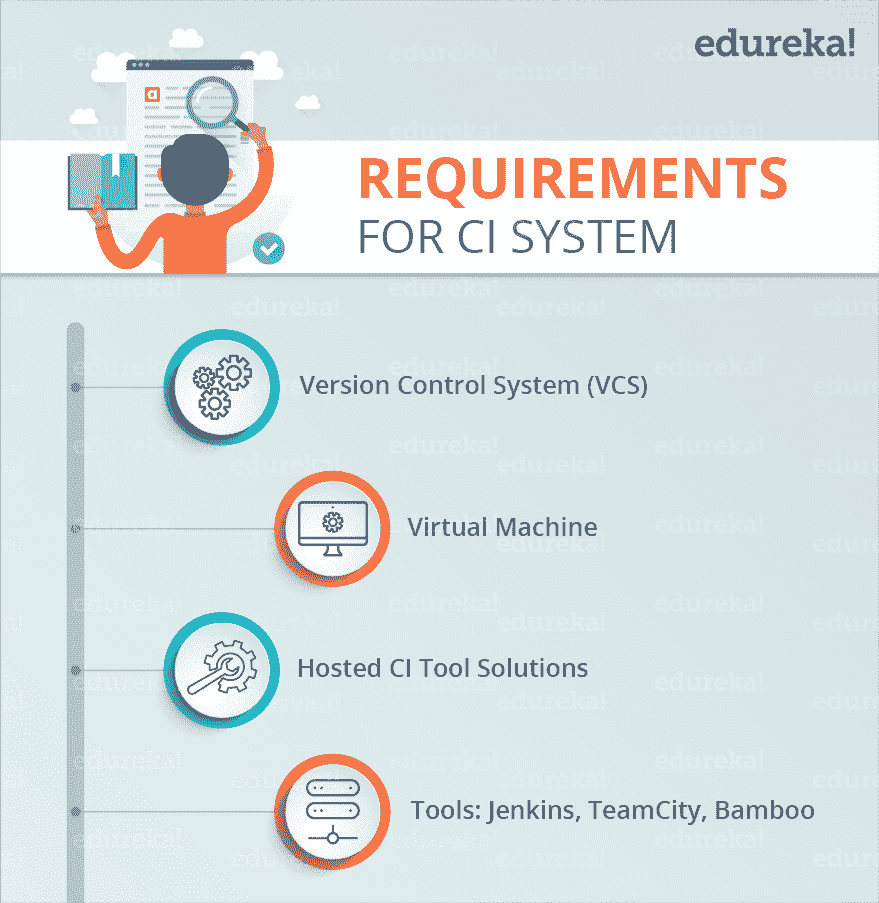 edureka!
REQUIREMENTS
FOR CI SYSTEM
Version Control System (VCS)
Virtual Machine
Hosted CI Tool Solutions
Tools: Jenkins, TeamCity, Bamboo